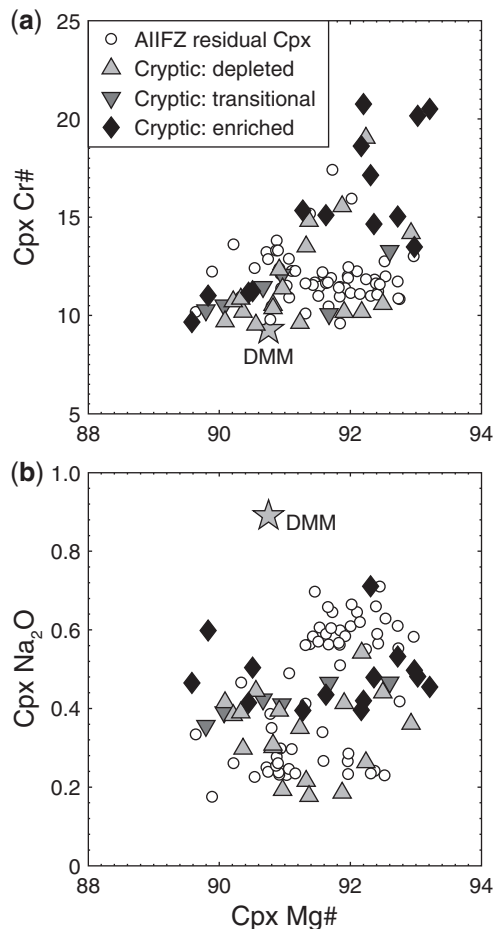 (a)
25
20
15
10
5
Cpx Cr#
AIIFZ residual Cpx
Cryptic: depleted
Cryptic: transitional
Cryptic: enriched
DMM
88 90 92 94
(b)
1.0
0.8
0.6
0.4
0.2
0
Cpx Na₂O
DMM
88 90 92 94
Cpx Mg#